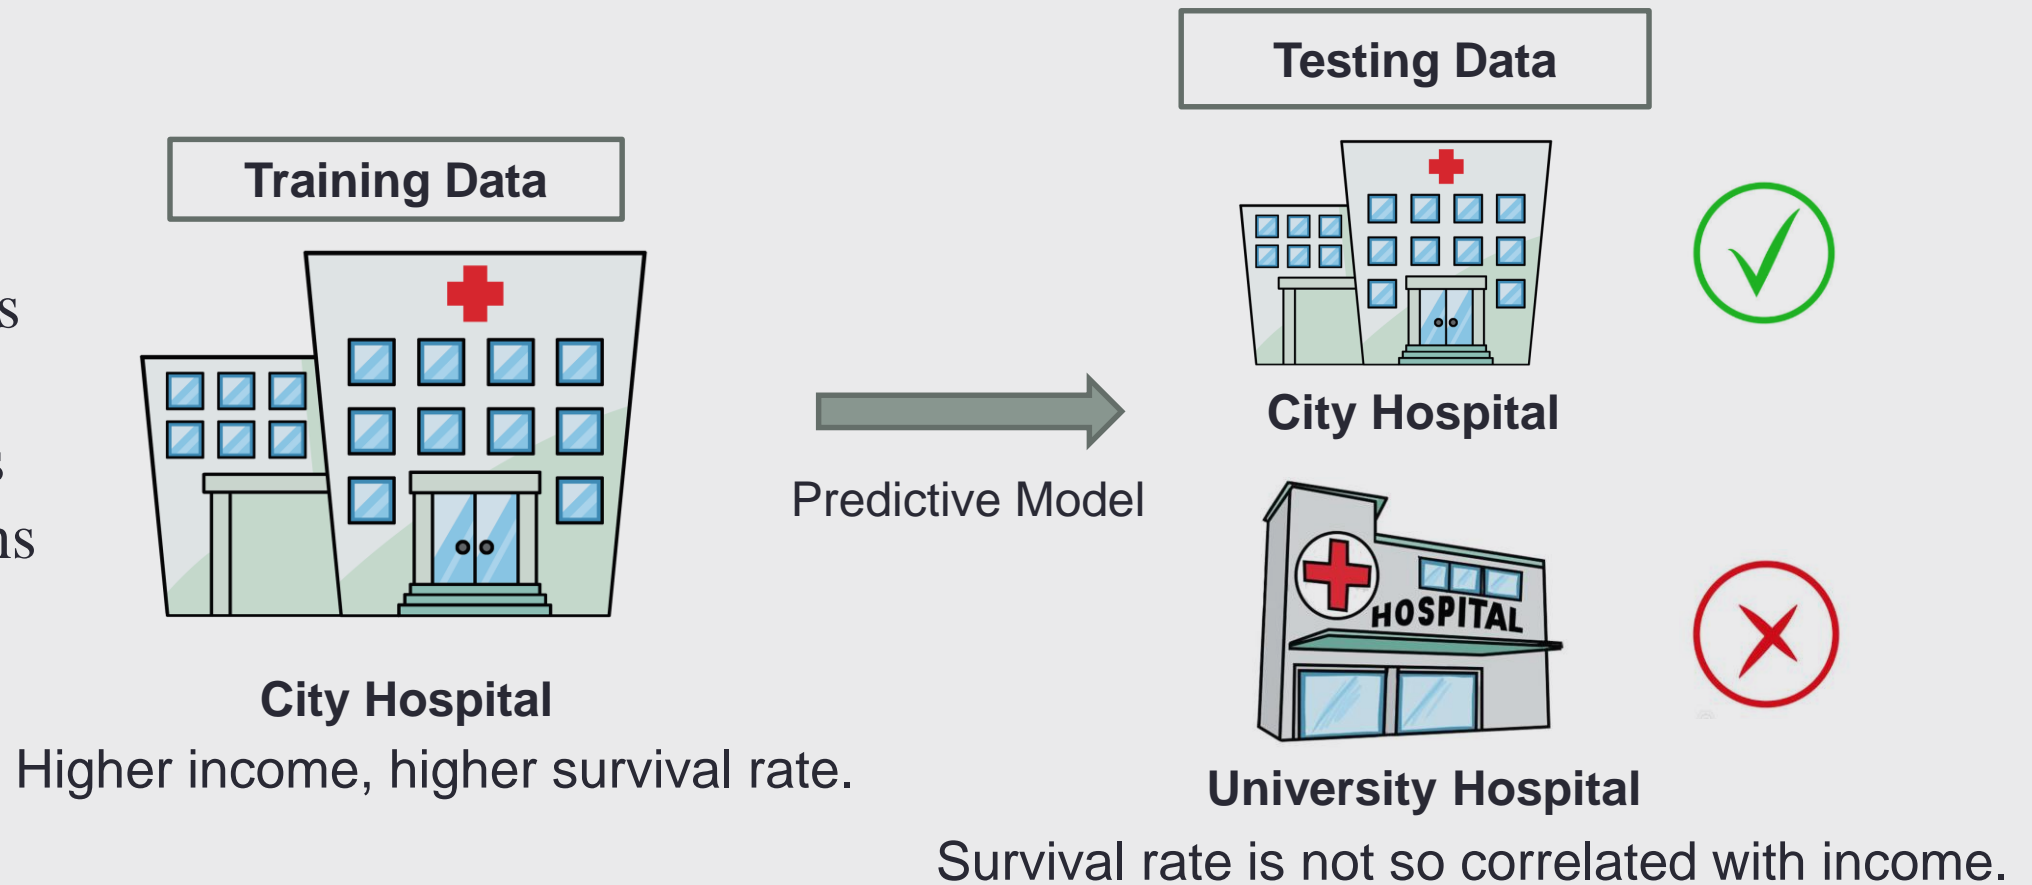 Training Data
City Hospital
Higher income, higher survival rate.
Predictive Model
Testing Data
City Hospital
HOSPITAL
University Hospital
Survival rate is not so correlated with income.